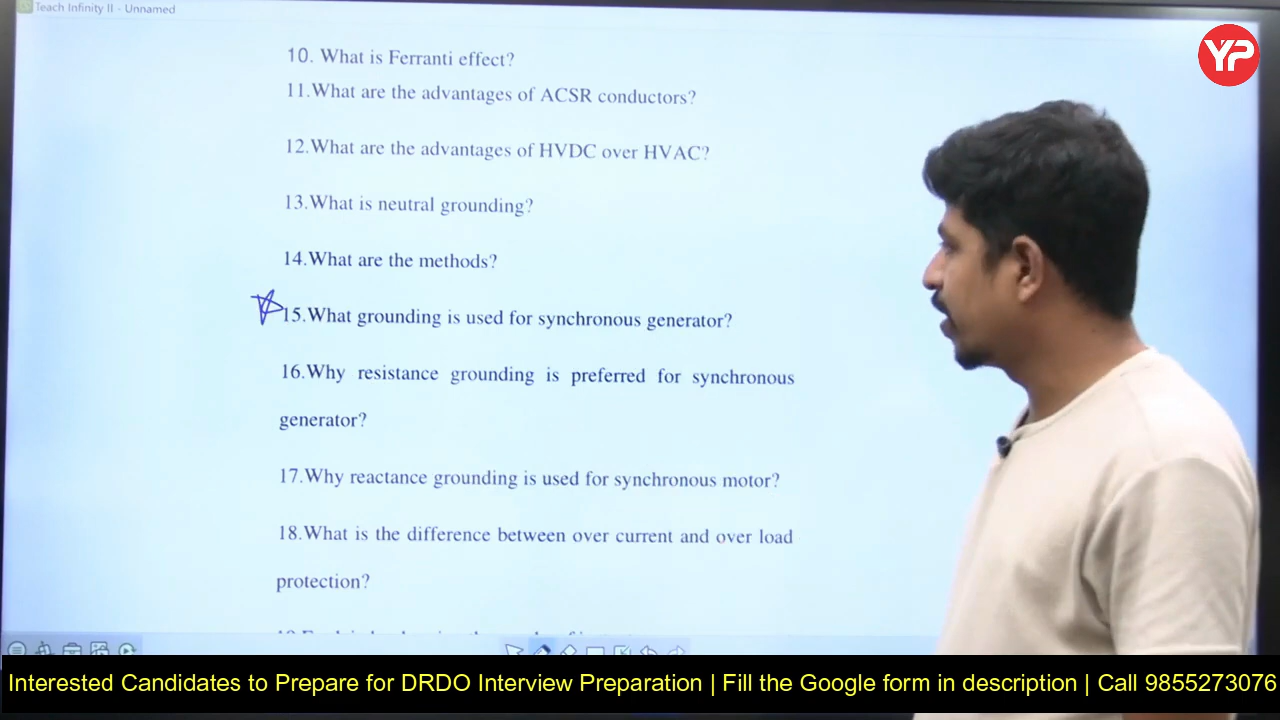 Teach Infinity II - Unnamed
YP
10. What is Ferranti effect?
11.What are the advantages of ACSR conductors?
12.What are the advantages of HVDC over HVAC?
13.What is neutral grounding?
14.What are the methods?
15.What grounding is used for synchronous generator?
16.Why resistance grounding is preferred for synchronous
generator?
17.Why reactance grounding is used for synchronous motor?
18.What is the difference between over current and over load
protection?
Interested Candidates to Prepare for DRDO Interview Preparation | Fill the Google form in description | Call 9855273076